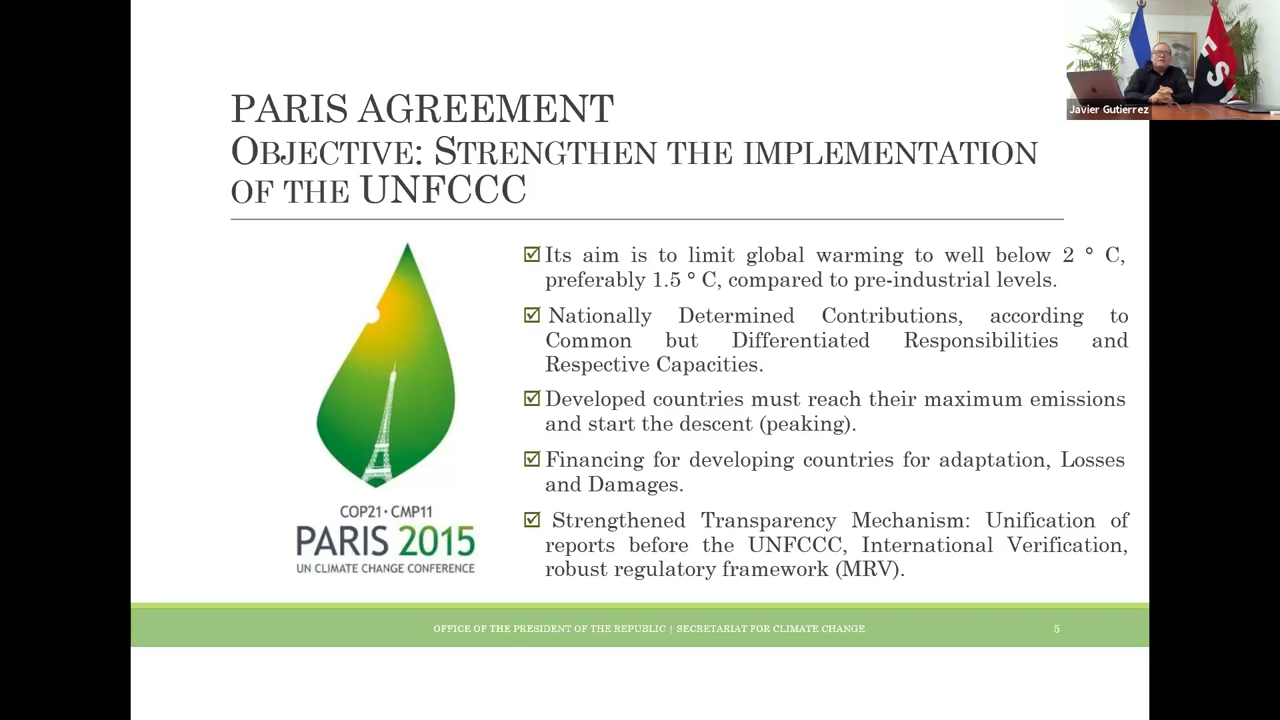 PARIS AGREEMENT
OBJECTIVE: STRENGTHEN THE IMPLEMENTATION
OF THE UNFCCC
Its aim is to limit global warming to well below 2 ° C,
preferably 1.5 ° C, compared to pre-industrial levels.
Nationally Determined Contributions, according to
Common but Differentiated Responsibilities and
Respective Capacities.
Developed countries must reach their maximum emissions
and start the descent (peaking).
Financing for developing countries for adaptation, Losses
and Damages.
Strengthened Transparency Mechanism: Unification of
reports before the UNFCCC, International Verification,
robust regulatory framework (MRV).
COP21·CMP11
PARIS 2015
UN CLIMATE CHANGE CONFERENCE
OFFICE OF THE PRESIDENT OF THE REPUBLIC | SECRETARIAT FOR CLIMATE CHANGE
5
Javier Gutierrez